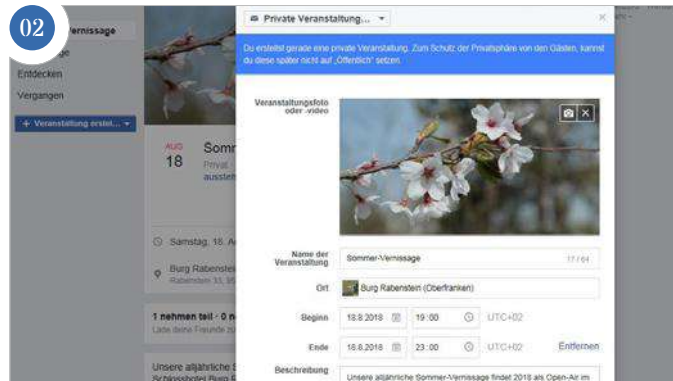 02
Vernissage
Entdecken
Vergangen
+ Veranstaltung erstel...
AUG
18
Somr
Privat
ausstell
Samstag, 18. A
Burg Rabenstei
Rabenstein 33, 95
1 nehmen teil · 0 n
Lade deine Freunde zu
Unsere alljährliche S
Schlosshotel Burg R
Private Veranstaltung...
Du erstellst gerade eine private Veranstaltung. Zum Schutz der Privatsphäre von den Gästen, kannst
du diese später nicht auf „Öffentlich“ setzen.
Veranstaltungsfoto
oder -video
Name der
Veranstaltung
Sommer-Vernissage
17 / 64
Ort
Burg Rabenstein (Oberfranken)
Beginn
18.8.2018
19:00
UTC+02
Ende
18.8.2018
23:00
UTC+02
Entfernen
Beschreibung
Unsere alljährliche Sommer-Vernissage findet 2018 als Open-Air im